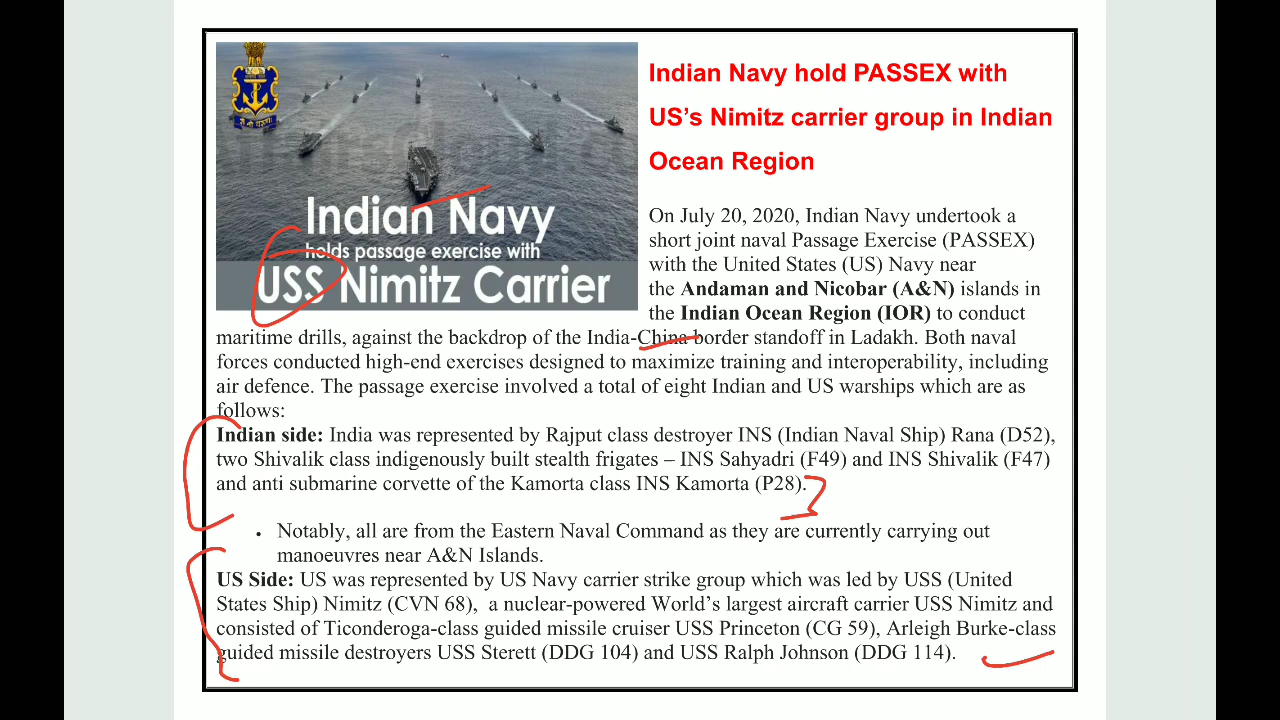 Indian Navy hold PASSEX with
US's Nimitz carrier group in Indian
Ocean Region
Indian Navy
holds passage exercise with
USS Nimitz Carrier
On July 20, 2020, Indian Navy undertook a
short joint naval Passage Exercise (PASSEX)
with the United States (US) Navy near
the Andaman and Nicobar (A&N) islands in
the Indian Ocean Region (IOR) to conduct
maritime drills, against the backdrop of the India-China border standoff in Ladakh. Both naval
forces conducted high-end exercises designed to maximize training and interoperability, including
air defence. The passage exercise involved a total of eight Indian and US warships which are as
follows:
Indian side: India was represented by Rajput class destroyer INS (Indian Naval Ship) Rana (D52),
two Shivalik class indigenously built stealth frigates – INS Sahyadri (F49) and INS Shivalik (F47)
and anti submarine corvette of the Kamorta class INS Kamorta (P28).
• Notably, all are from the Eastern Naval Command as they are currently carrying out
manoeuvres near A&N Islands.
US Side: US was represented by US Navy carrier strike group which was led by USS (United
States Ship) Nimitz (CVN 68), a nuclear-powered World's largest aircraft carrier USS Nimitz and
consisted of Ticonderoga-class guided missile cruiser USS Princeton (CG 59), Arleigh Burke-class
guided missile destroyers USS Sterett (DDG 104) and USS Ralph Johnson (DDG 114).